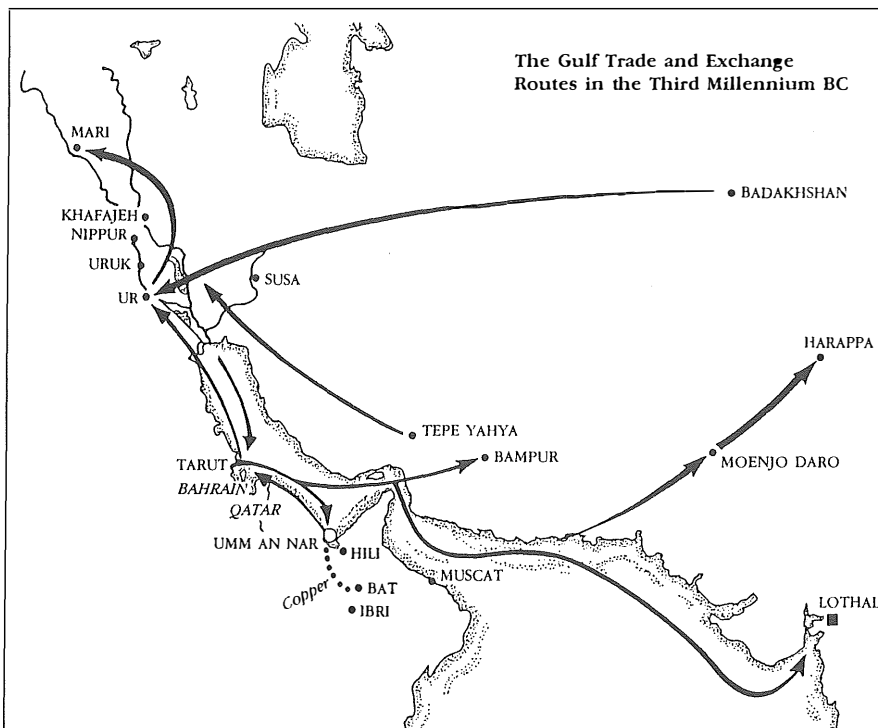 The Gulf Trade and Exchange
Routes in the Third Millennium BC
MARI
BADAKHSHAN
KHAFAJEH
NIPPUR
URUK
SUSA
UR
HARAPPA
TEPE YAHYA
BAMPUR
MOENJO DARO
TARUT
BAHRAIN
QATAR
UMM AN NAR
HILI
MUSCAT
Copper
BAT
IBRI
LOTHAL